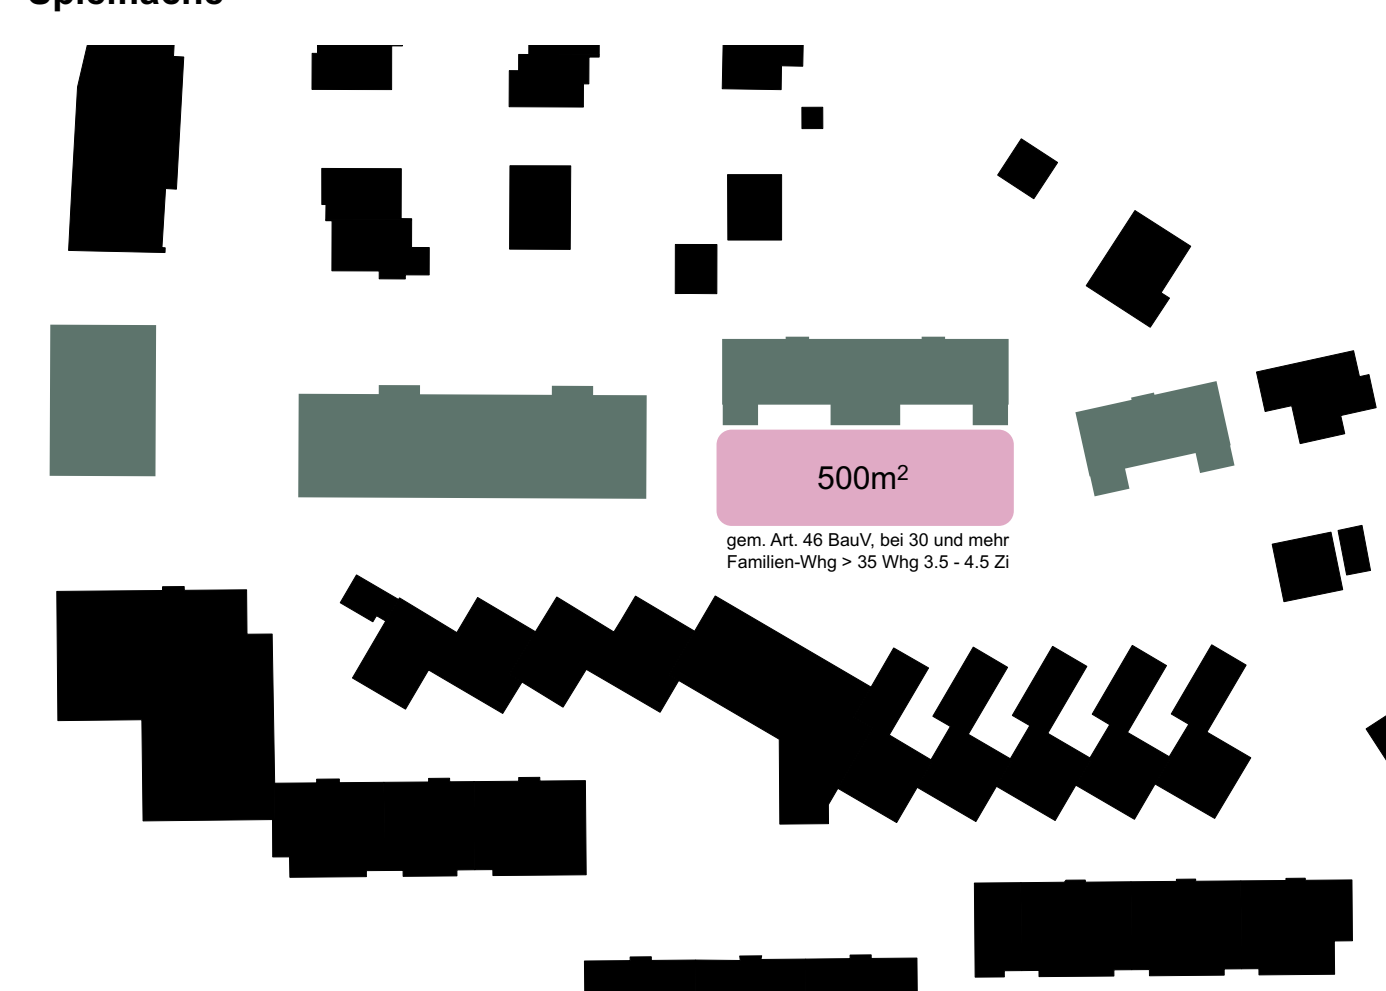 500m²
gem. Art. 46 BauV, bei 30 und mehr
Familien-Whg > 35 Whg 3.5 - 4.5 Zi